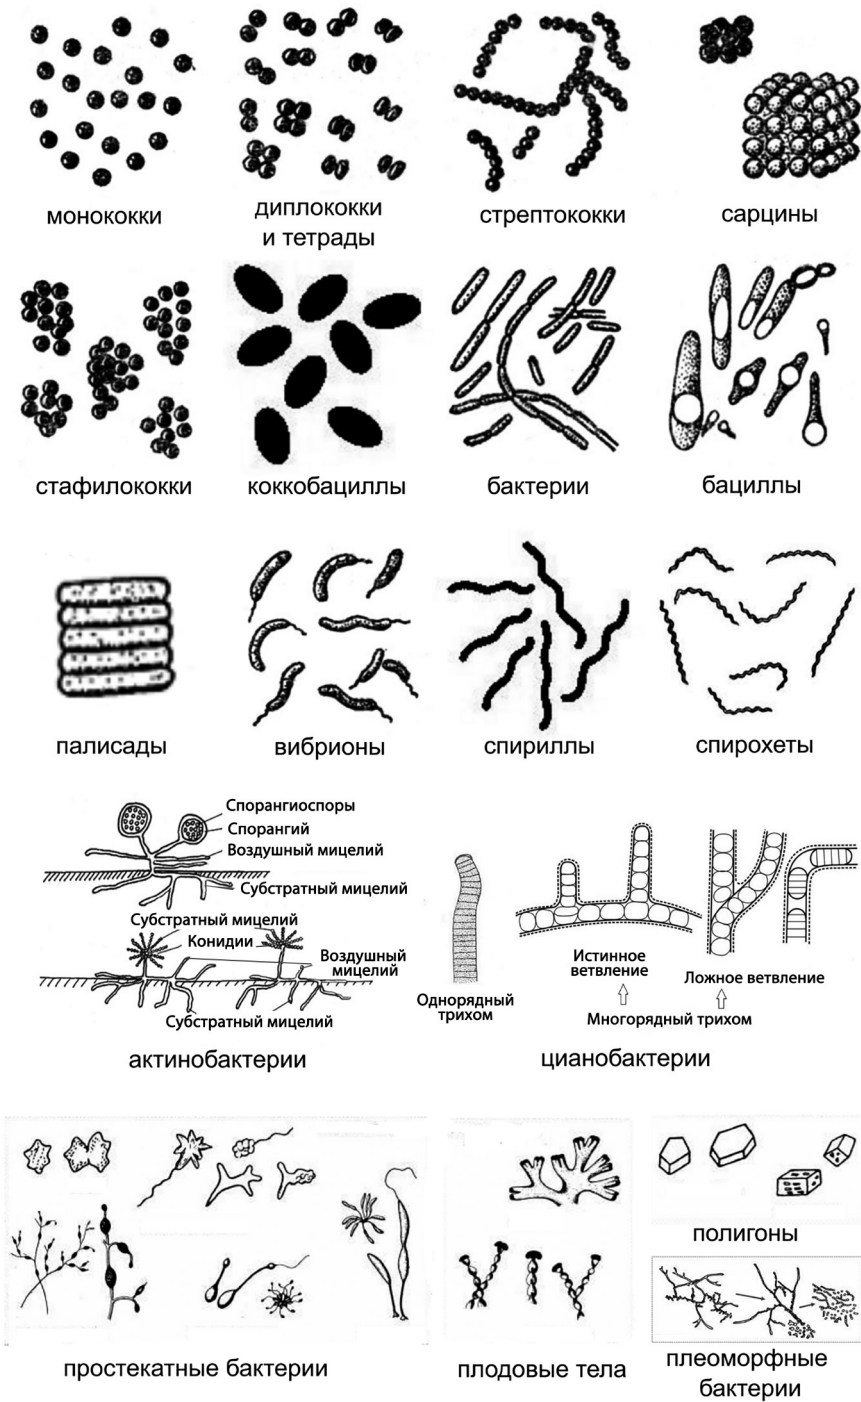 монококки
диплококки
и тетрады
стрептококки
сарцины
стафилококки
коккобациллы
бактерии
бациллы
палисады
вибрионы
спириллы
спирохеты
Спорангиоспоры
Спорангий
Воздушный мицелий
Субстратный мицелий
Субстратный мицелий
Конидии
Воздушный
мицелий
Субстратный мицелий
актинобактерии
Однорядный
трихом
Истинное
ветвление
Ложное ветвление
Многорядный трихом
цианобактерии
простекатные бактерии
плодовые тела
полигоны
плеоморфные
бактерии